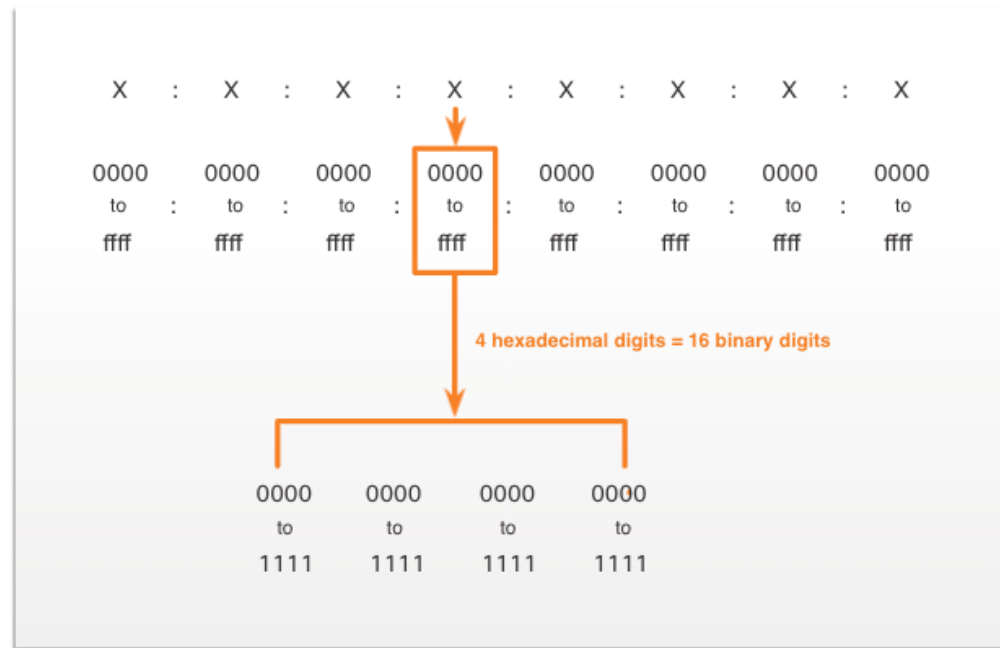 X : X : X : X : X : X : X : X
0000 0000 0000 0000 0000 0000 0000 0000
to : to : to : to : to : to : to : to
ffff ffff ffff ffff ffff ffff ffff ffff
4 hexadecimal digits = 16 binary digits
0000 0000 0000 0000
to to to to
1111 1111 1111 1111